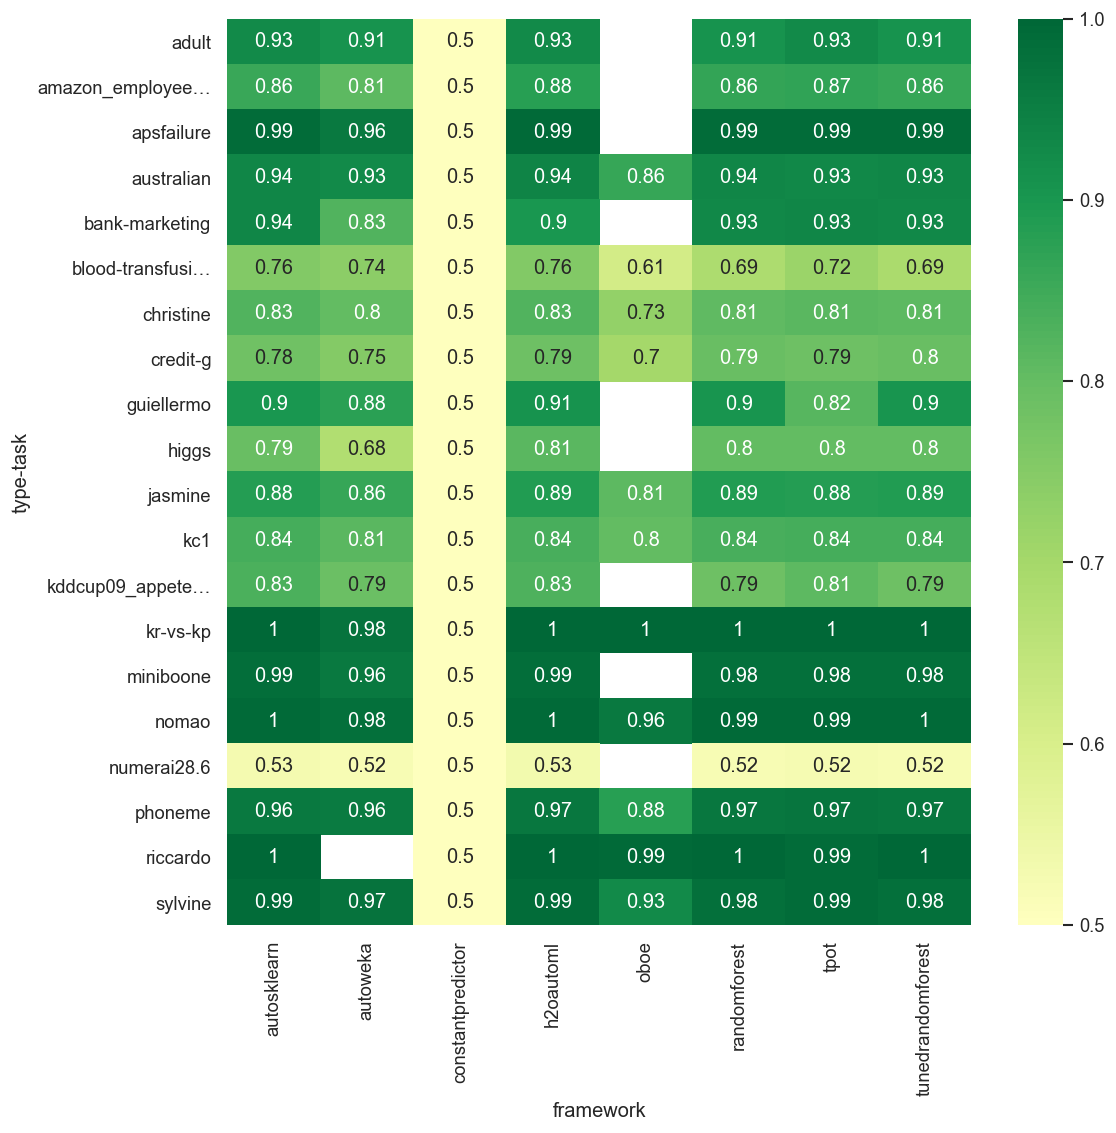 adult 0.93 0.91 0.5 0.93 0.91 0.93 0.91
amazon_employee… 0.86 0.81 0.5 0.88 0.86 0.87 0.86
apsfailure 0.99 0.96 0.5 0.99 0.99 0.99 0.99
australian 0.94 0.93 0.5 0.94 0.86 0.94 0.93 0.93
bank-marketing 0.94 0.83 0.5 0.9 0.93 0.93 0.93
blood-transfusi… 0.76 0.74 0.5 0.76 0.61 0.69 0.72 0.69
christine 0.83 0.8 0.5 0.83 0.73 0.81 0.81 0.81
credit-g 0.78 0.75 0.5 0.79 0.7 0.79 0.79 0.8
guiellermo 0.9 0.88 0.5 0.91 0.9 0.82 0.9
higgs 0.79 0.68 0.5 0.81 0.8 0.8 0.8
jasmine 0.88 0.86 0.5 0.89 0.81 0.89 0.88 0.89
kc1 0.84 0.81 0.5 0.84 0.8 0.84 0.84 0.84
kddcup09_appete… 0.83 0.79 0.5 0.83 0.79 0.81 0.79
kr-vs-kp 1 0.98 0.5 1 1 1 1 1
miniboone 0.99 0.96 0.5 0.99 0.98 0.98 0.98
nomao 1 0.98 0.5 1 0.96 0.99 0.99 1
numerai28.6 0.53 0.52 0.5 0.53 0.52 0.52 0.52
phoneme 0.96 0.96 0.5 0.97 0.88 0.97 0.97 0.97
riccardo 1 0.5 1 0.99 1 0.99 1
sylvine 0.99 0.97 0.5 0.99 0.93 0.98 0.99 0.98
type-task
autosklearn
autoweka
constantpredictor
h2oautoml
oboe
randomforest
tpot
tunedrandomforest
framework
1.0
0.9
0.8
0.7
0.6
0.5